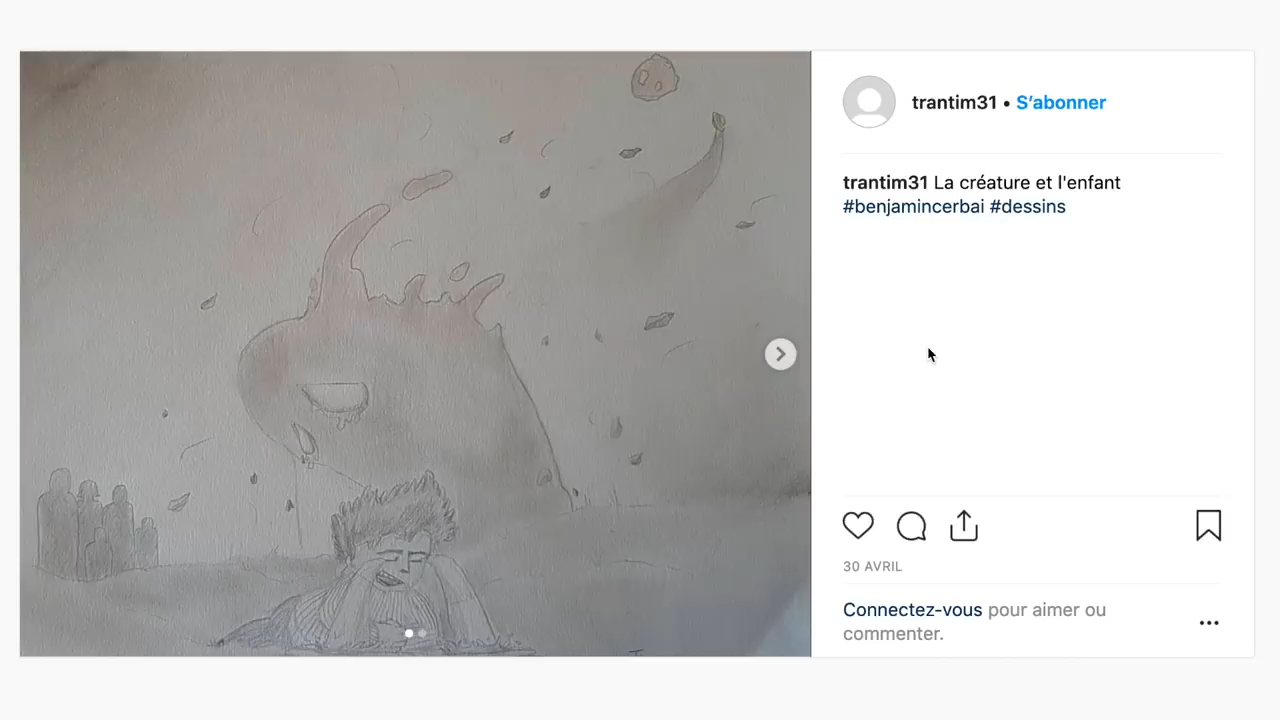 trantim31 • S’abonner
trantim31 La créature et l'enfant
#benjamincerbai #dessins
30 AVRIL
Connectez-vous pour aimer ou
commenter.